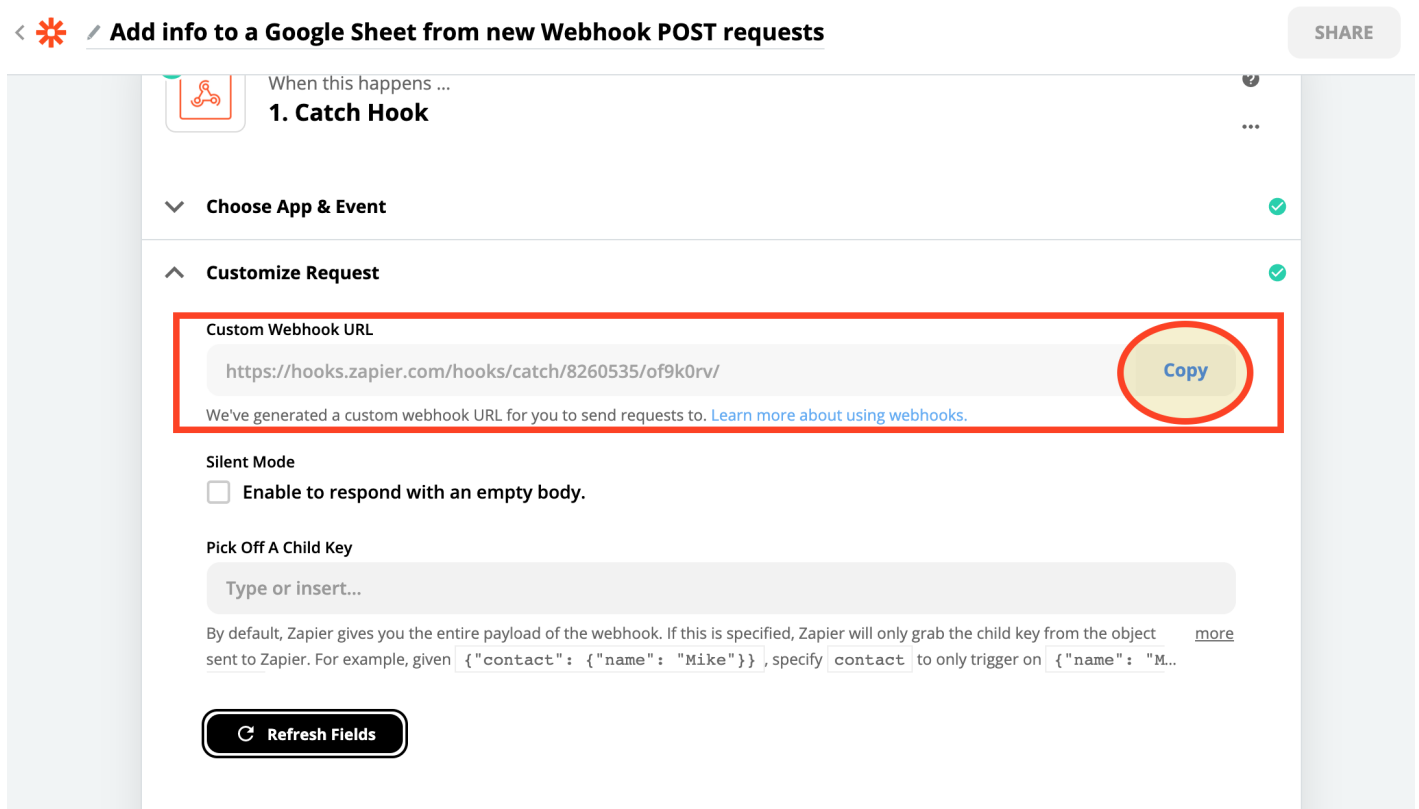 Add info to a Google Sheet from new Webhook POST requests
SHARE
When this happens ...
1. Catch Hook
Choose App & Event
Customize Request
Custom Webhook URL
https://hooks.zapier.com/hooks/catch/8260535/of9k0rv/
Copy
We've generated a custom webhook URL for you to send requests to. Learn more about using webhooks.
Silent Mode
Enable to respond with an empty body.
Pick Off A Child Key
Type or insert...
By default, Zapier gives you the entire payload of the webhook. If this is specified, Zapier will only grab the child key from the object more
sent to Zapier. For example, given {"contact": {"name": "Mike"}} , specify contact to only trigger on {"name": "M...
Refresh Fields